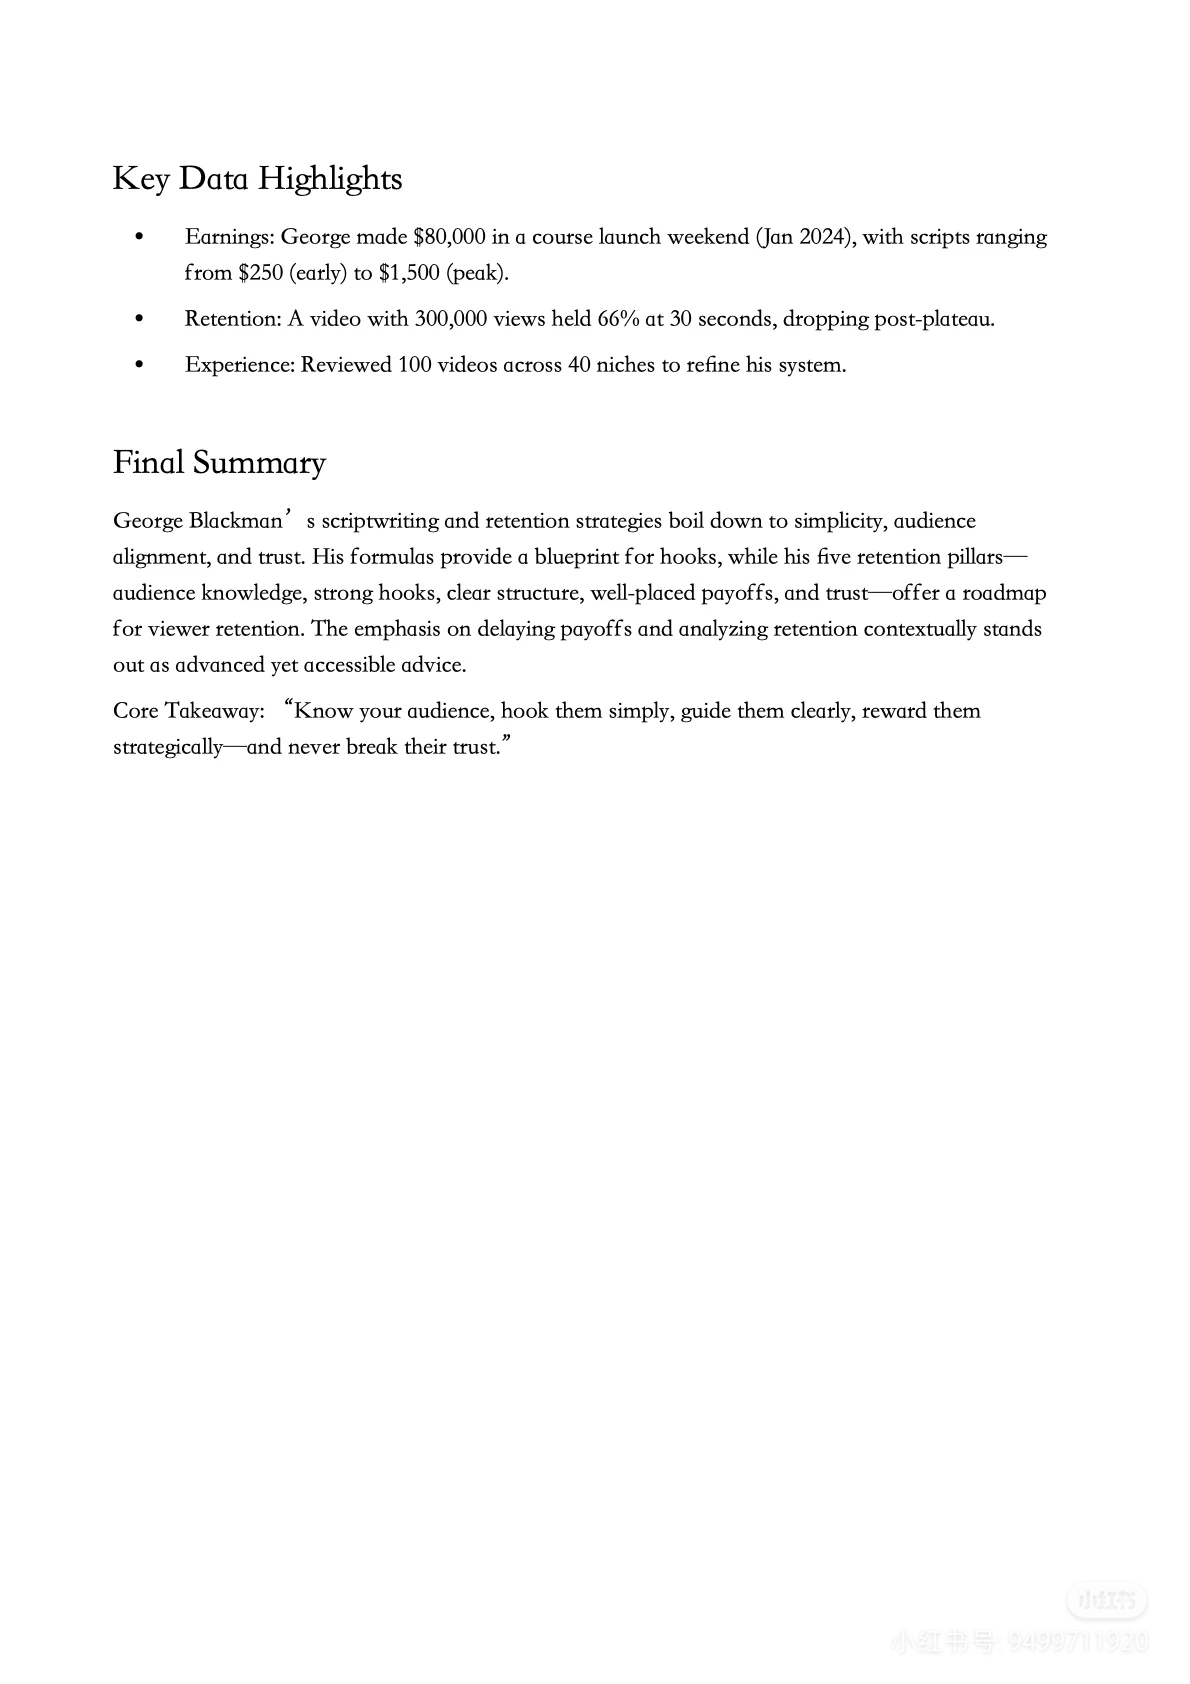 Key Data Highlights
• Earnings: George made $80,000 in a course launch weekend (Jan 2024), with scripts ranging
from $250 (early) to $1,500 (peak).
• Retention: A video with 300,000 views held 66% at 30 seconds, dropping post-plateau.
• Experience: Reviewed 100 videos across 40 niches to refine his system.
Final Summary
George Blackman’s scriptwriting and retention strategies boil down to simplicity, audience
alignment, and trust. His formulas provide a blueprint for hooks, while his five retention pillars—
audience knowledge, strong hooks, clear structure, well-placed payoffs, and trust—offer a roadmap
for viewer retention. The emphasis on delaying payoffs and analyzing retention contextually stands
out as advanced yet accessible advice.
Core Takeaway: “Know your audience, hook them simply, guide them clearly, reward them
strategically—and never break their trust.”
小红书
小红书号: 9499711920